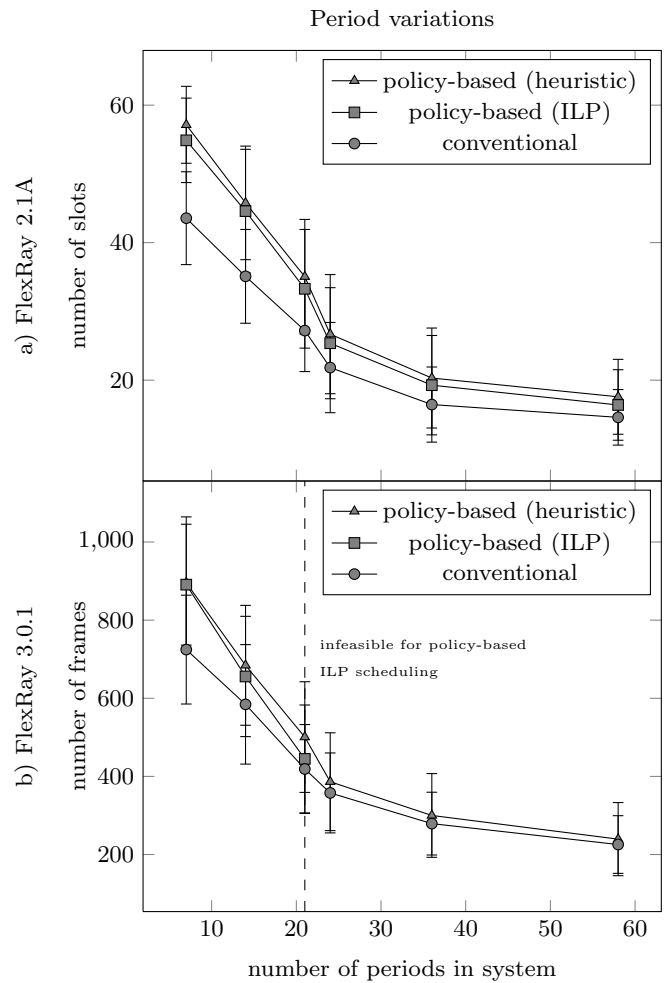 Period variations
a) FlexRay 2.1A
number of slots
60
40
20
policy-based (heuristic)
policy-based (ILP)
conventional
b) FlexRay 3.0.1
number of frames
1,000
800
600
400
200
policy-based (heuristic)
policy-based (ILP)
conventional
infeasible for policy-based
ILP scheduling
10 20 30 40 50 60
number of periods in system